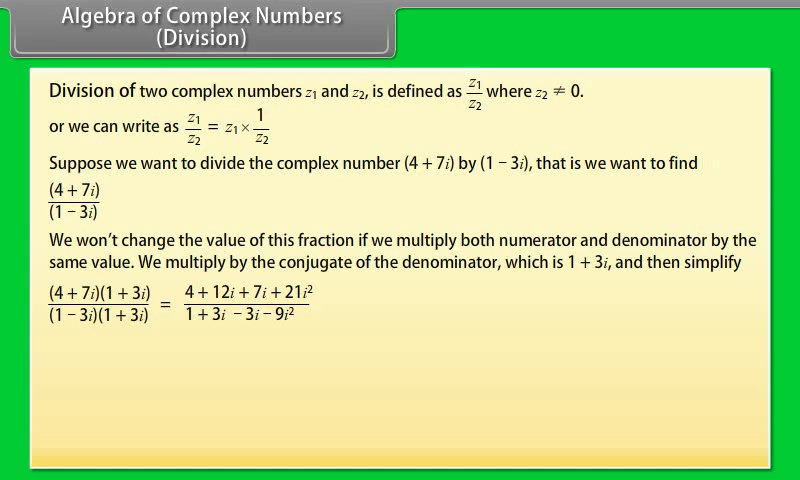 Algebra of Complex Numbers
(Division)
Division of two complex numbers z₁ and z₂, is defined as z₁/z₂ where z₂ ≠ 0.
or we can write as z₁/z₂ = z₁ × 1/z₂
Suppose we want to divide the complex number (4 + 7i) by (1 − 3i), that is we want to find
(4 + 7i)
(1 − 3i)
We won't change the value of this fraction if we multiply both numerator and denominator by the
same value. We multiply by the conjugate of the denominator, which is 1 + 3i, and then simplify
(4 + 7i)(1 + 3i) = 4 + 12i + 7i + 21i²
(1 − 3i)(1 + 3i) 1 + 3i − 3i − 9i²